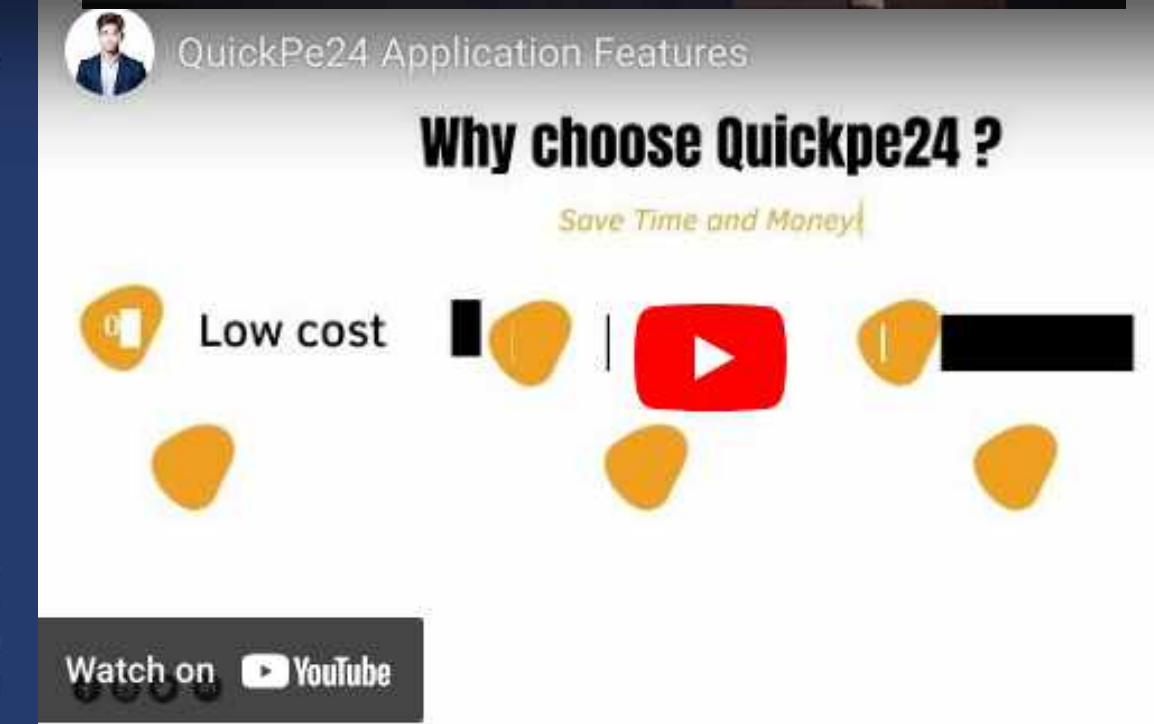 QuickPe24 Application Features
Why choose Quickpe24 ?
Save Time and Money!
Low cost
Watch on YouTube